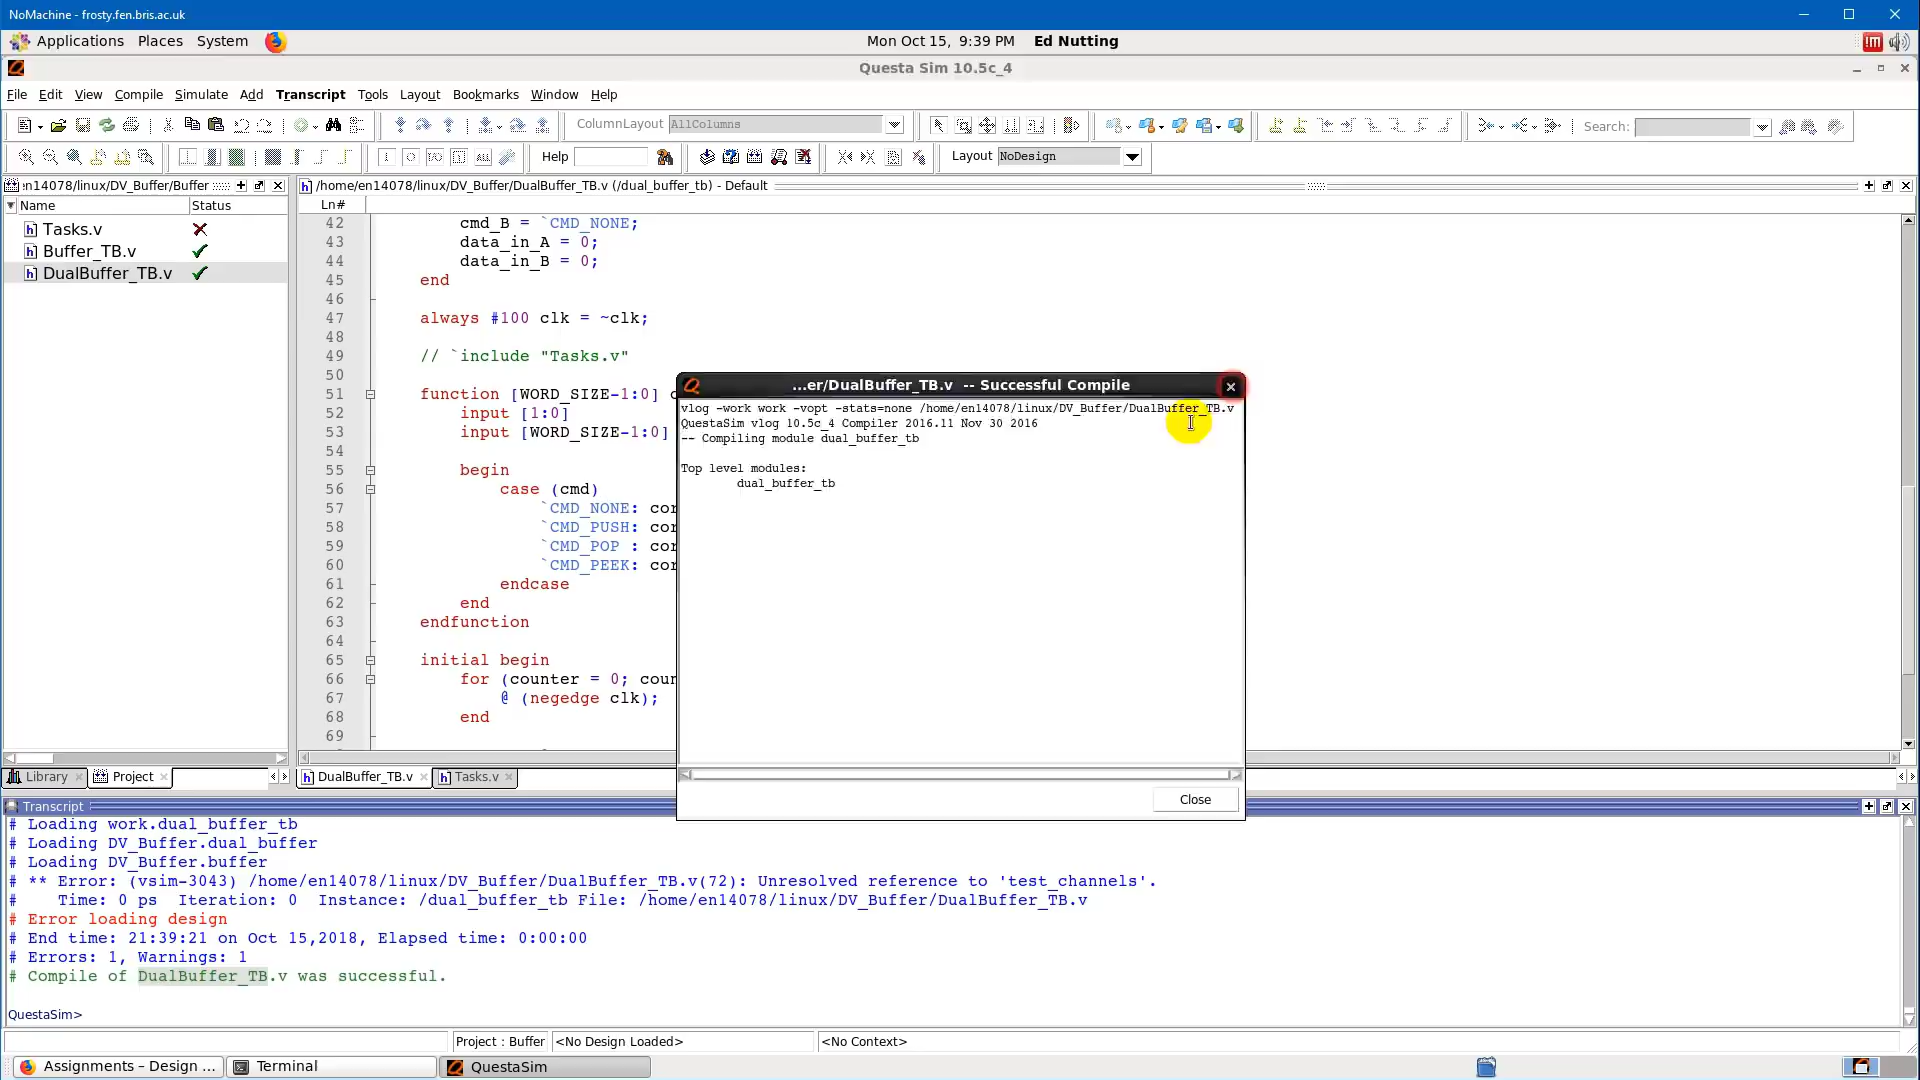 NoMachine - frosty.fen.bris.ac.uk
Applications Places System
Mon Oct 15, 9:39 PM Ed Nutting
Questa Sim 10.5c_4
File Edit View Compile Simulate Add Transcript Tools Layout Bookmarks Window Help
ColumnLayout AllColumns
Search:
Help
Layout NoDesign
:n14078/linux/DV_Buffer/Buffer
/home/en14078/linux/DV_Buffer/DualBuffer_TB.v (/dual_buffer_tb) - Default
Name Status
Tasks.v
Buffer_TB.v
DualBuffer_TB.v
Ln#
42 cmd_B = `CMD_NONE;
43 data_in_A = 0;
44 data_in_B = 0;
45 end
46
47 always #100 clk = ~clk;
48
49 // `include "Tasks.v"
50
51 function [WORD_SIZE-1:0]
52 input [1:0]
53 input [WORD_SIZE-1:0]
54
55 begin
56 case (cmd)
57 `CMD_NONE: cor
58 `CMD_PUSH: cor
59 `CMD_POP : cor
60 `CMD_PEEK: cor
61 endcase
62 end
63 endfunction
64
65 initial begin
66 for (counter = 0; coun
67 @ (negedge clk);
68 end
69
...er/DualBuffer_TB.v -- Successful Compile
vlog -work work -vopt -stats=none /home/en14078/linux/DV_Buffer/DualBuffer_TB.v
QuestaSim vlog 10.5c_4 Compiler 2016.11 Nov 30 2016
-- Compiling module dual_buffer_tb
Top level modules:
dual_buffer_tb
Close
Library Project
DualBuffer_TB.v Tasks.v
Transcript
# Loading work.dual_buffer_tb
# Loading DV_Buffer.dual_buffer
# Loading DV_Buffer.buffer
# ** Error: (vsim-3043) /home/en14078/linux/DV_Buffer/DualBuffer_TB.v(72): Unresolved reference to 'test_channels'.
# Time: 0 ps Iteration: 0 Instance: /dual_buffer_tb File: /home/en14078/linux/DV_Buffer/DualBuffer_TB.v
# Error loading design
# End time: 21:39:21 on Oct 15,2018, Elapsed time: 0:00:00
# Errors: 1, Warnings: 1
# Compile of DualBuffer_TB.v was successful.
QuestaSim>
Project : Buffer <No Design Loaded> <No Context>
Assignments – Design ... Terminal QuestaSim